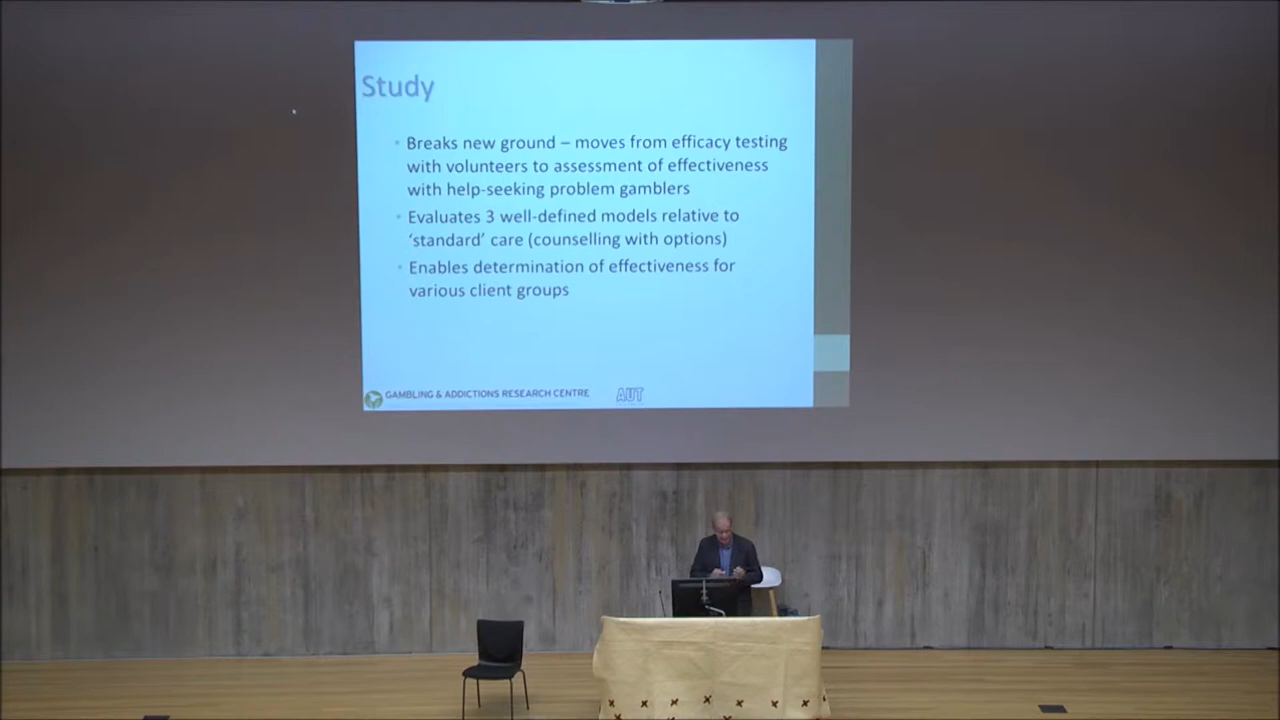 Study
• Breaks new ground – moves from efficacy testing
with volunteers to assessment of effectiveness
with help-seeking problem gamblers
• Evaluates 3 well-defined models relative to
‘standard’ care (counselling with options)
• Enables determination of effectiveness for
various client groups
GAMBLING & ADDICTIONS RESEARCH CENTRE
AUT